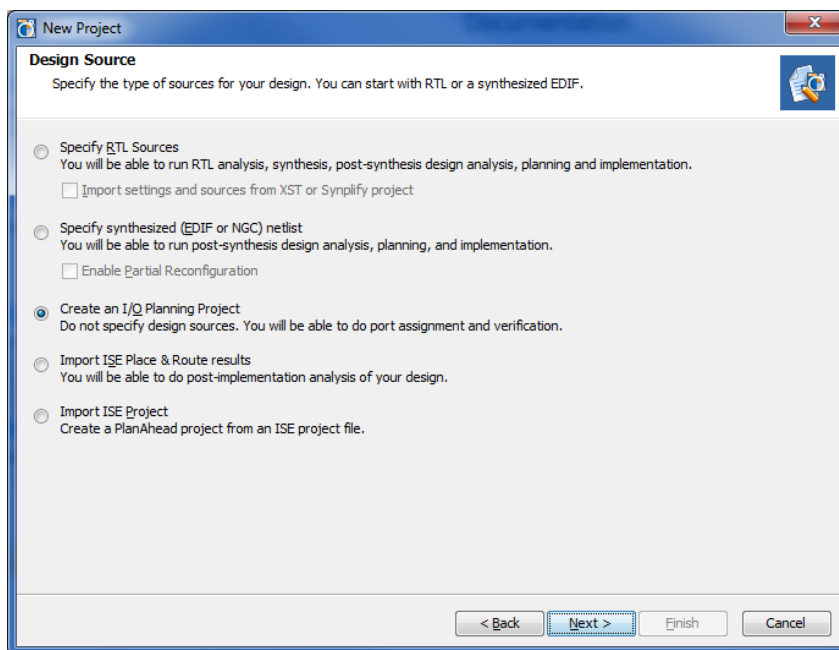 Documentation
New Project
Design Source
Specify the type of sources for your design. You can start with RTL or a synthesized EDIF.
Specify RTL Sources
You will be able to run RTL analysis, synthesis, post-synthesis design analysis, planning and implementation.
Import settings and sources from XST or Synplify project
Specify synthesized (EDIF or NGC) netlist
You will be able to run post-synthesis design analysis, planning, and implementation.
Enable Partial Reconfiguration
Create an I/O Planning Project
Do not specify design sources. You will be able to do port assignment and verification.
Import ISE Place & Route results
You will be able to do post-implementation analysis of your design.
Import ISE Project
Create a PlanAhead project from an ISE project file.
< Back Next > Finish Cancel